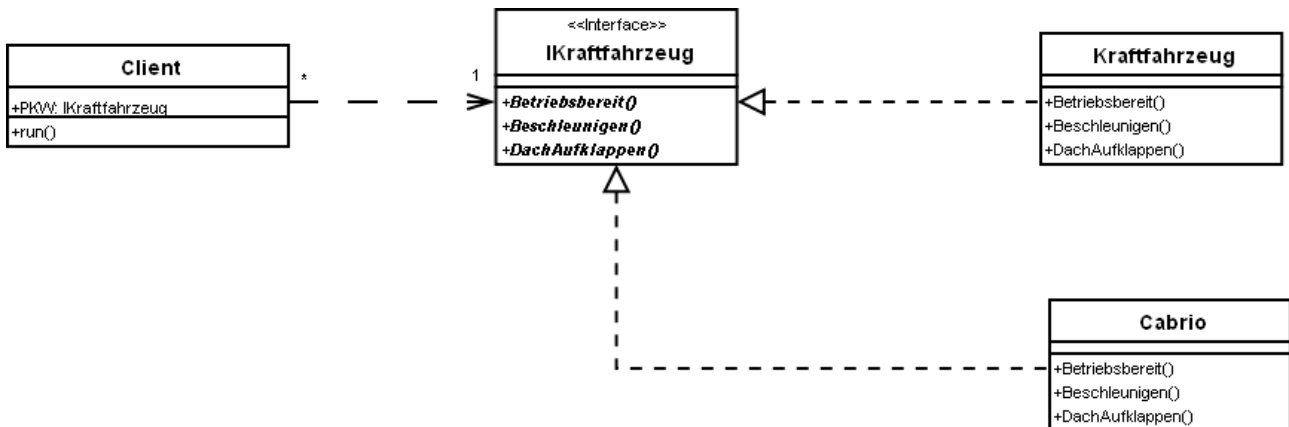 Client
+PKW: IKraftfahrzeug
+run()
*
1
<<Interface>>
IKraftfahrzeug
+Betriebsbereit()
+Beschleunigen()
+DachAufklappen()
Kraftfahrzeug
+Betriebsbereit()
+Beschleunigen()
+DachAufklappen()
Cabrio
+Betriebsbereit()
+Beschleunigen()
+DachAufklappen()